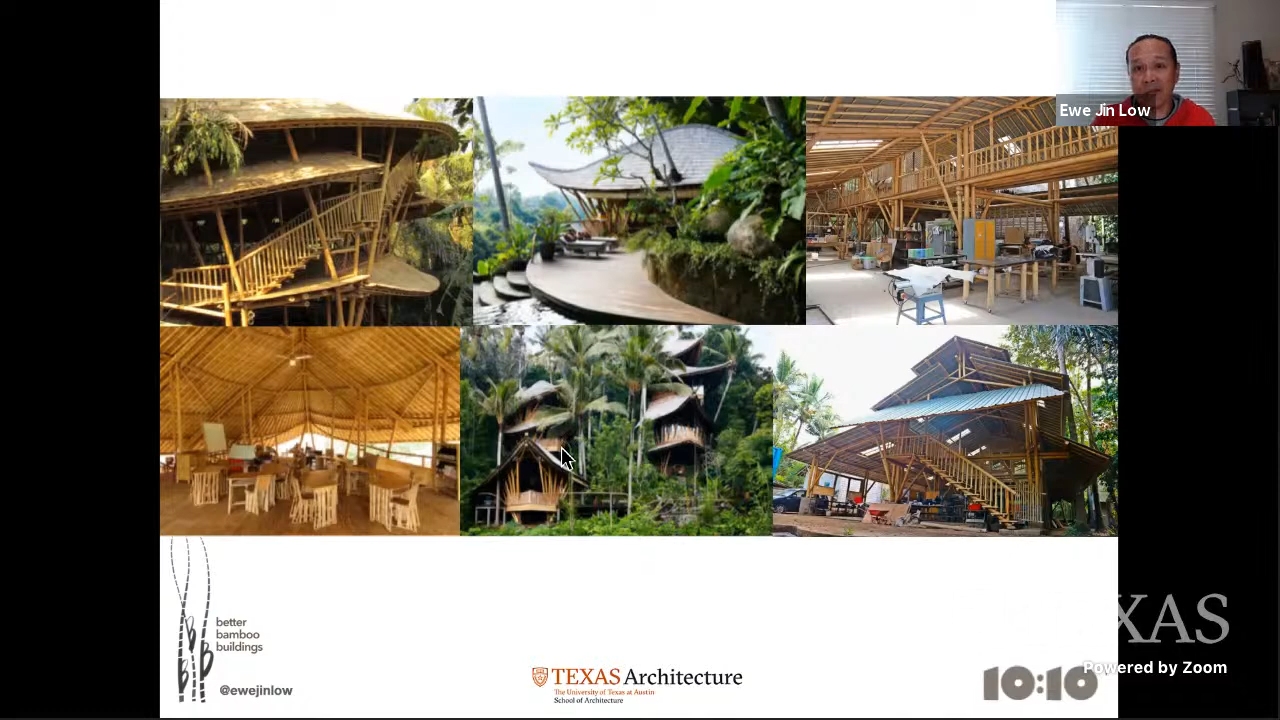 Ewe Jin Low
better
bamboo
buildings
@ewejinlow
TEXAS Architecture
The University of Texas at Austin
School of Architecture
10:10
XAS
Powered by Zoom